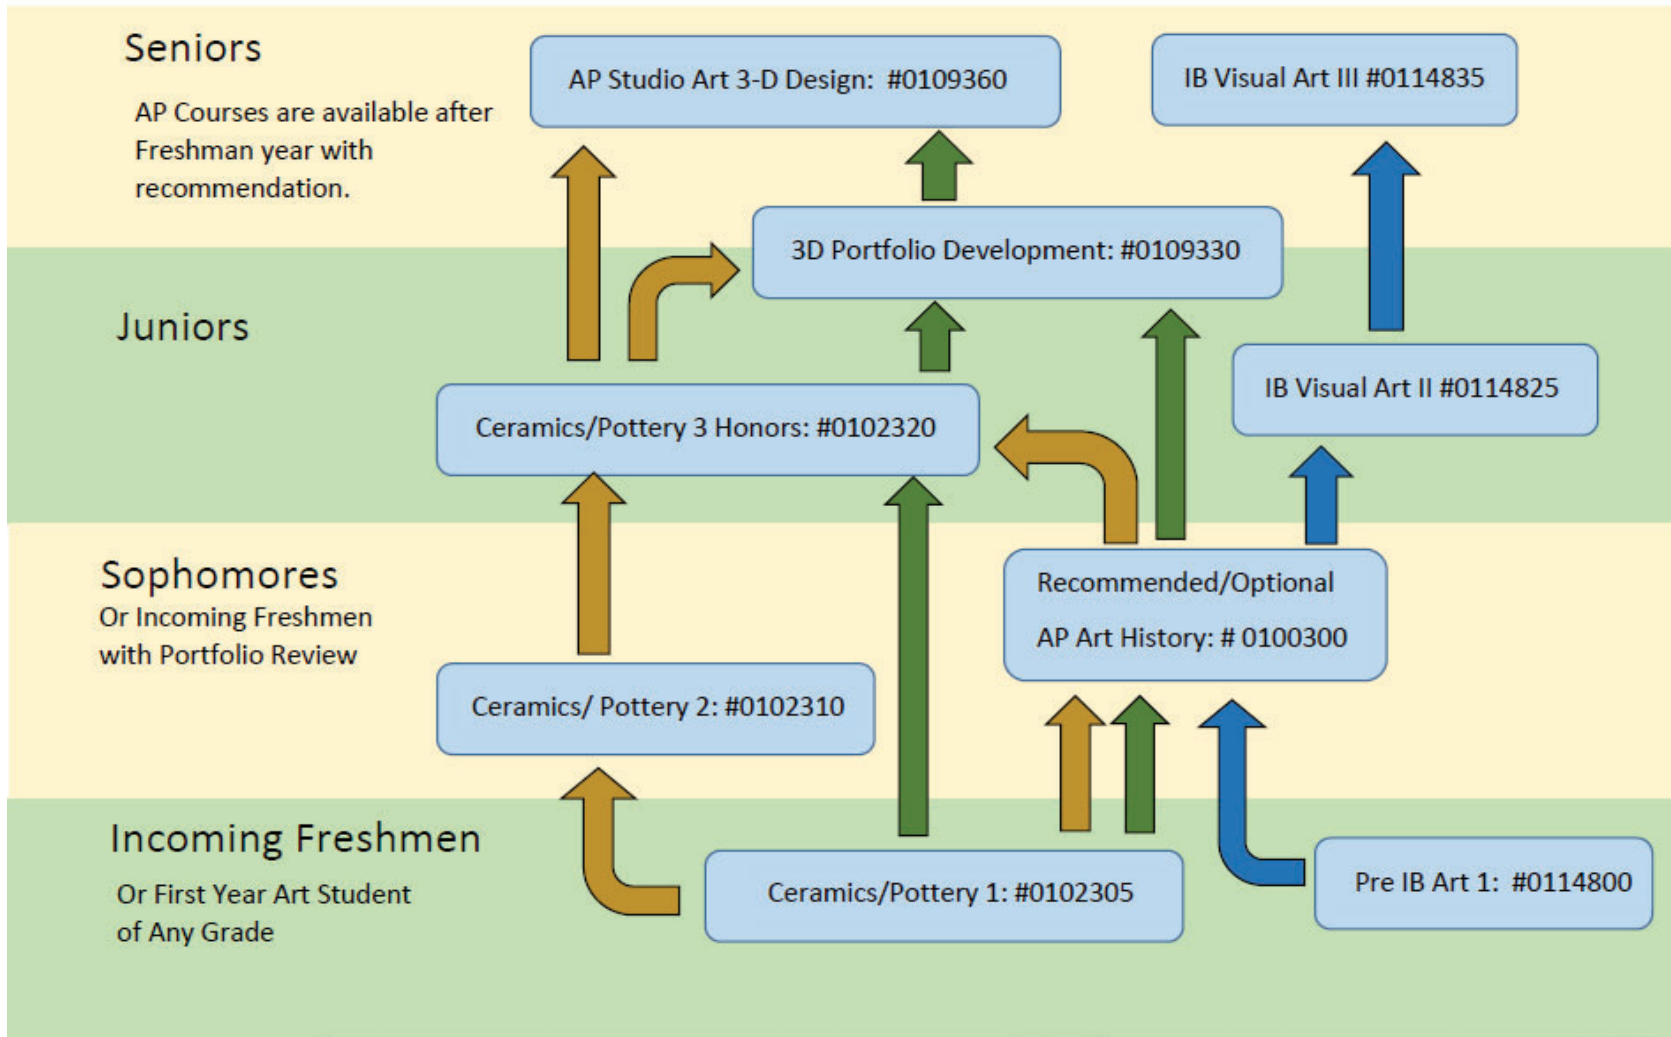 Seniors
AP Courses are available after
Freshman year with
recommendation.
AP Studio Art 3-D Design: #0109360
IB Visual Art III #0114835
3D Portfolio Development: #0109330
Juniors
IB Visual Art II #0114825
Ceramics/Pottery 3 Honors: #0102320
Sophomores
Or Incoming Freshmen
with Portfolio Review
Recommended/Optional
AP Art History: # 0100300
Ceramics/ Pottery 2: #0102310
Incoming Freshmen
Or First Year Art Student
of Any Grade
Ceramics/Pottery 1: #0102305
Pre IB Art 1: #0114800